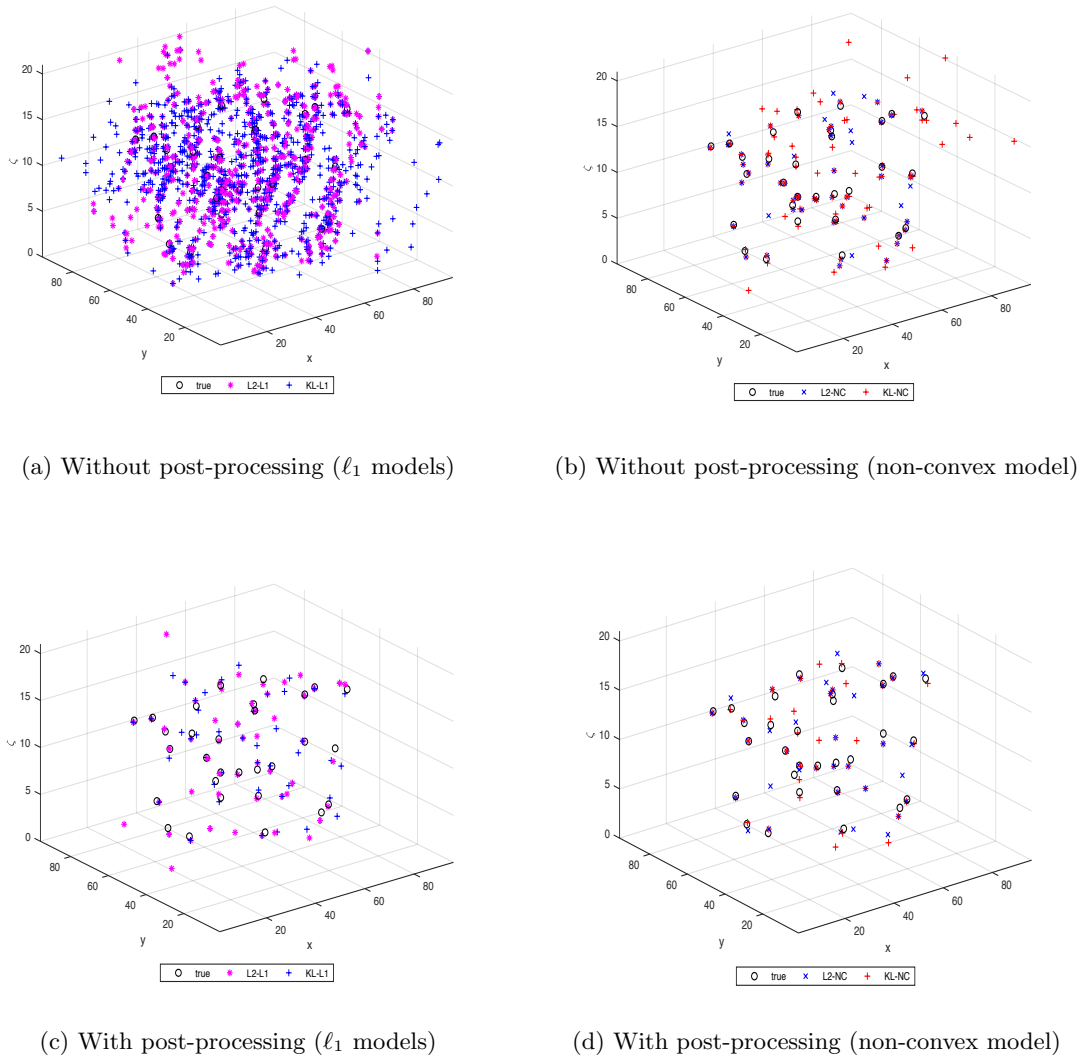 20
15
10
5
0
ζ
80
60
40
20
y
20
40
60
80
x
true L2-L1 KL-L1
(a) Without post-processing (ℓ₁ models)
20
15
10
5
0
ζ
80
60
40
20
y
20
40
60
80
x
true L2-NC KL-NC
(b) Without post-processing (non-convex model)
20
15
10
5
0
ζ
80
60
40
20
y
20
40
60
80
x
true L2-L1 KL-L1
(c) With post-processing (ℓ₁ models)
20
15
10
5
0
ζ
80
60
40
20
y
20
40
60
80
x
true L2-NC KL-NC
(d) With post-processing (non-convex model)